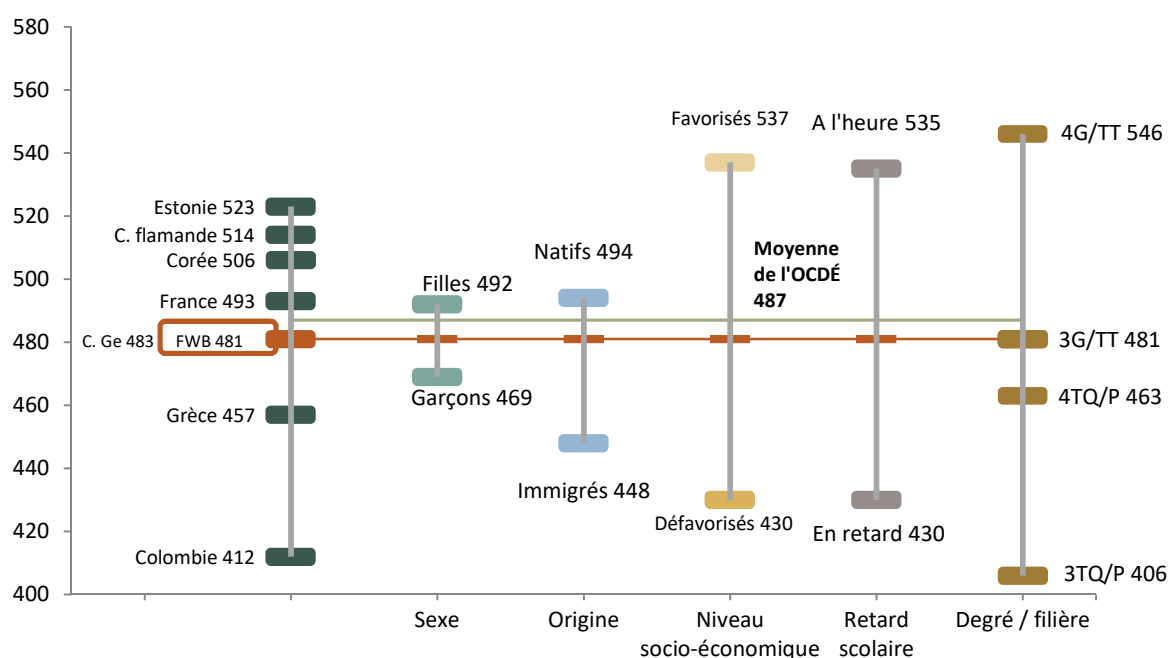 580
560
540
520
500
480
460
440
420
400
Estonie 523
C. flamande 514
Corée 506
France 493
C. Ge 483
FWB 481
Grèce 457
Colombie 412
Filles 492
Garçons 469
Natifs 494
Immigrés 448
Favorisés 537
Défavorisés 430
Moyenne
de l'OCDÉ
487
A l'heure 535
En retard 430
4G/TT 546
3G/TT 481
4TQ/P 463
3TQ/P 406
Sexe
Origine
Niveau
socio-économique
Retard
scolaire
Degré / filière